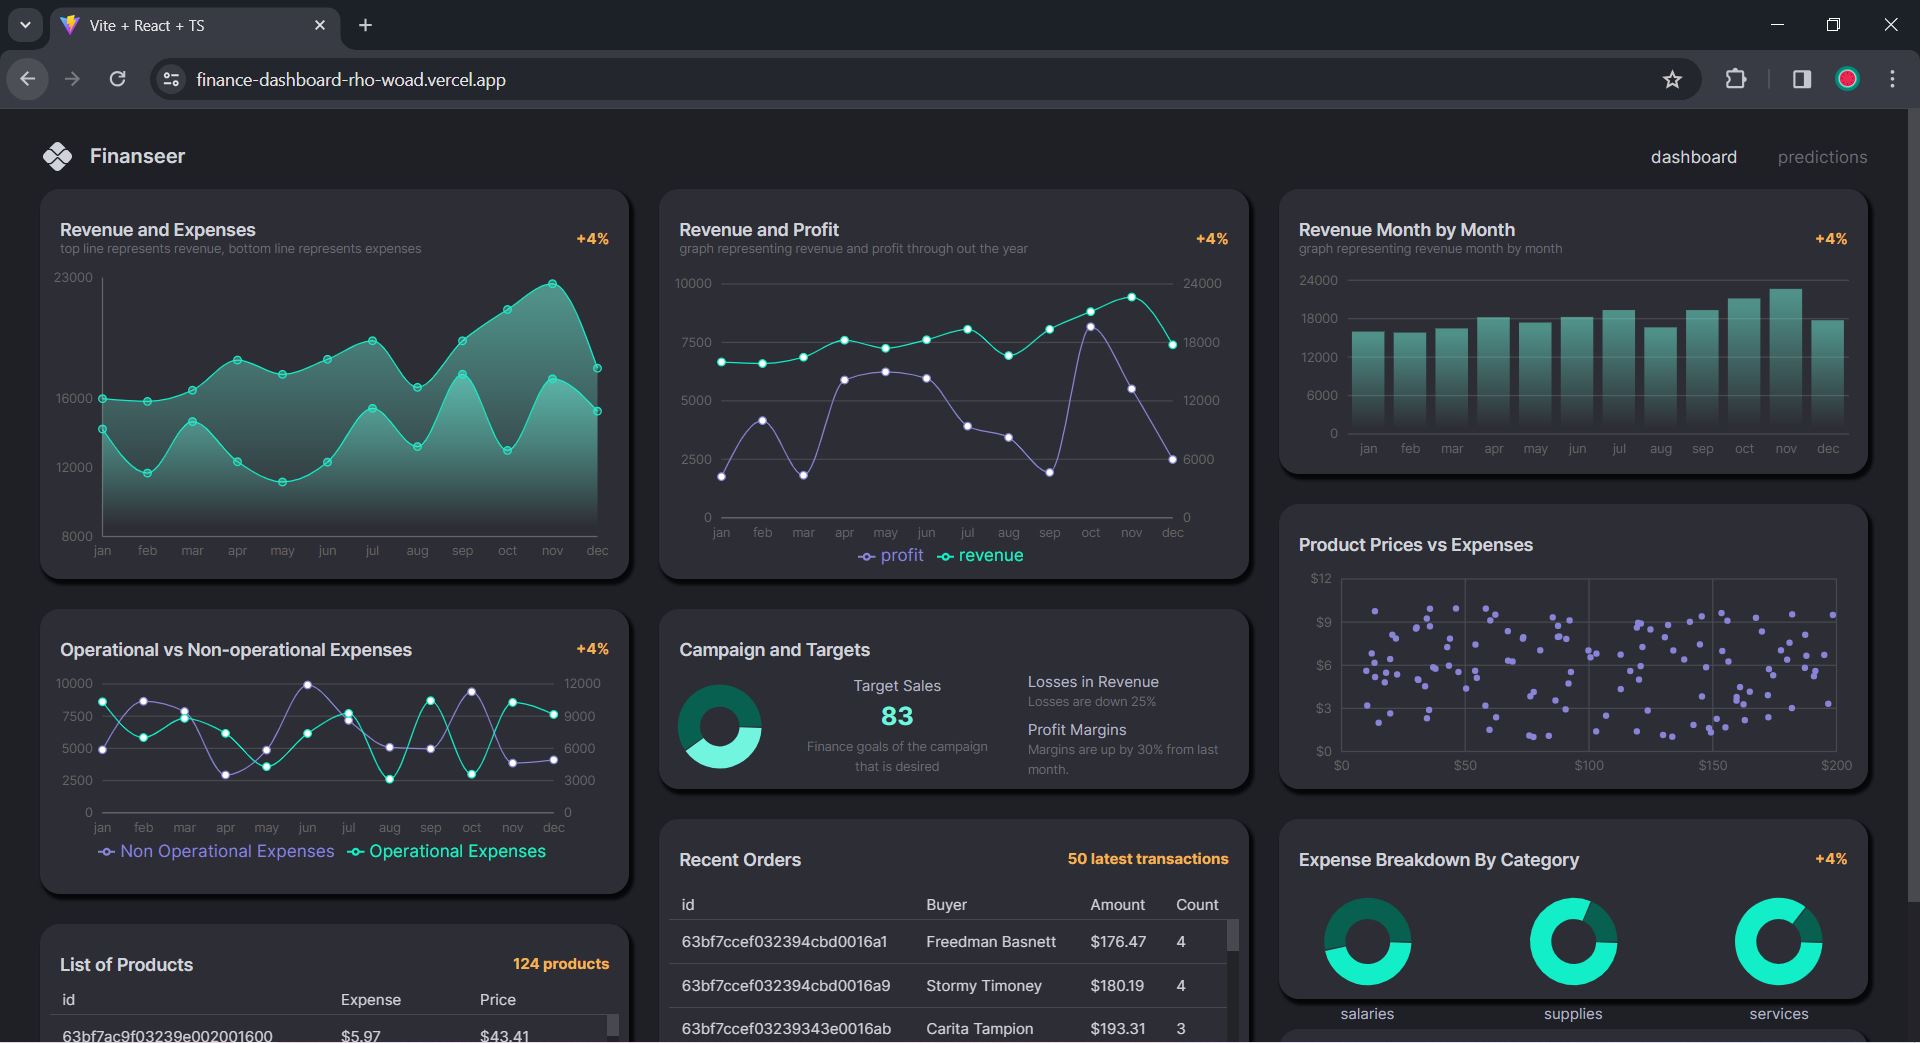 Vite + React + TS
finance-dashboard-rho-woad.vercel.app
Finanseer
dashboard
predictions
Revenue and Expenses
top line represents revenue, bottom line represents expenses
+4%
23000
16000
12000
8000
jan feb mar apr may jun jul aug sep oct nov dec
Revenue and Profit
graph representing revenue and profit through out the year
+4%
10000 24000
7500 18000
5000 12000
2500 6000
0 0
jan feb mar apr may jun jul aug sep oct nov dec
profit revenue
Revenue Month by Month
graph representing revenue month by month
+4%
24000
18000
12000
6000
0
jan feb mar apr may jun jul aug sep oct nov dec
Operational vs Non-operational Expenses
+4%
10000 12000
7500 9000
5000 6000
2500 3000
0 0
jan feb mar apr may jun jul aug sep oct nov dec
Non Operational Expenses Operational Expenses
Campaign and Targets
Target Sales
83
Finance goals of the campaign
that is desired
Losses in Revenue
Losses are down 25%
Profit Margins
Margins are up by 30% from last
month.
Product Prices vs Expenses
$12
$9
$6
$3
$0
$0 $50 $100 $150 $200
List of Products
124 products
id Expense Price
63bf7ac9f03239e002001600 $5.97 $43.41
Recent Orders
50 latest transactions
id Buyer Amount Count
63bf7ccef032394cbd0016a1 Freedman Basnett $176.47 4
63bf7ccef032394cbd0016a9 Stormy Timoney $180.19 4
63bf7ccef03239343e0016ab Carita Tampion $193.31 3
Expense Breakdown By Category
+4%
salaries supplies services